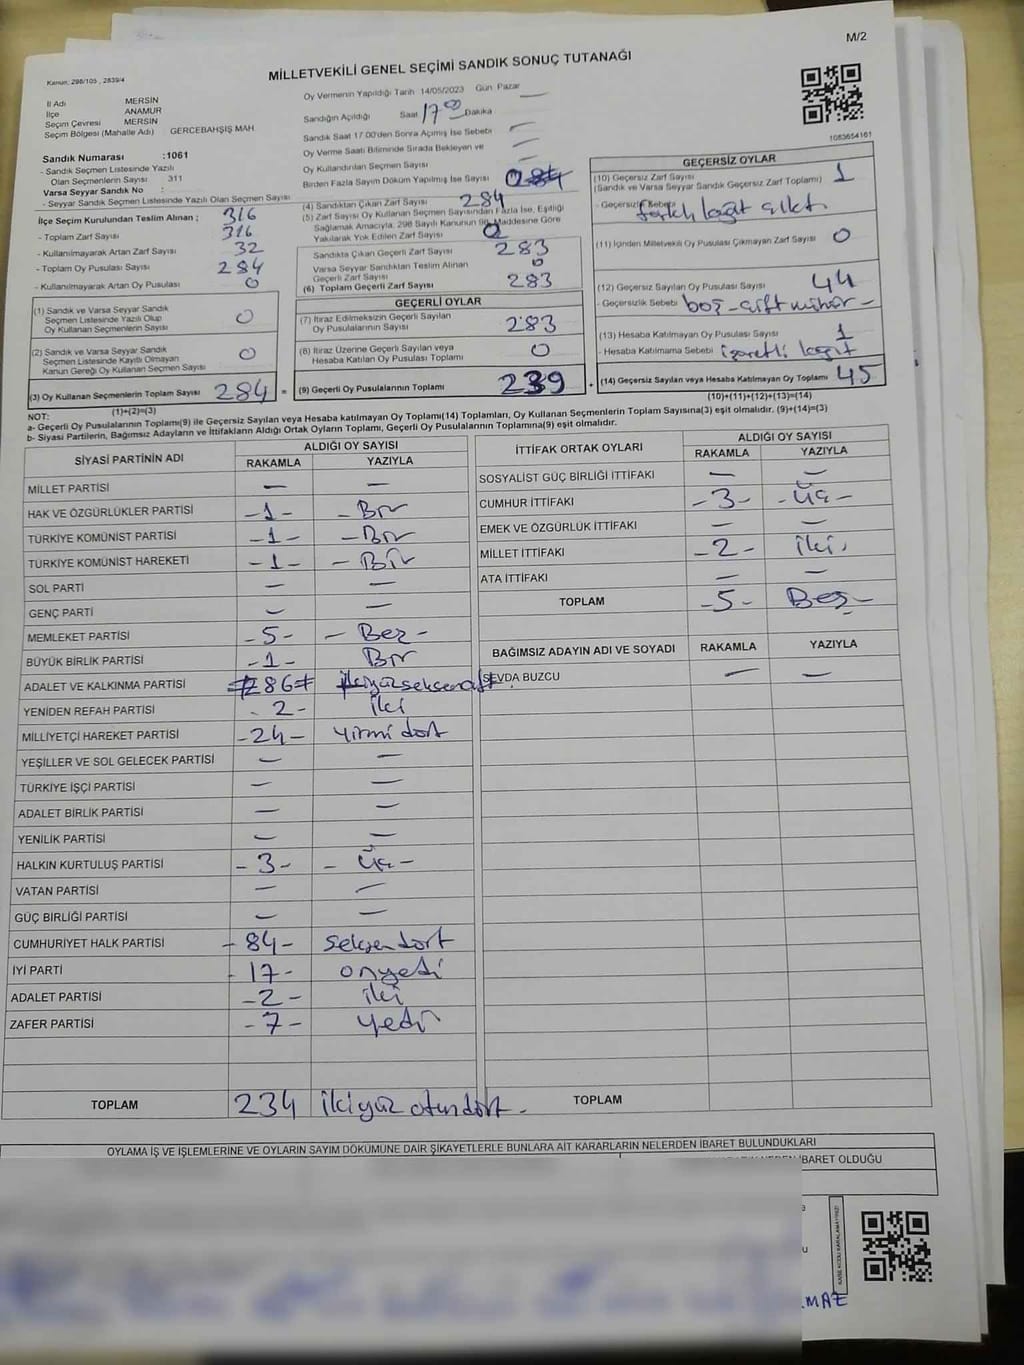 M/2
Kanun; 298/105 , 2839/4
MİLLETVEKİLİ GENEL SEÇİMİ SANDIK SONUÇ TUTANAĞI
İl Adı MERSİN
İlçe ANAMUR
Seçim Çevresi MERSİN
Seçim Bölgesi (Mahalle Adı) GERCEBAHŞIŞ MAH
Sandık Numarası :1061
- Sandık Seçmen Listesinde Yazılı
Olan Seçmenlerin Sayısı 311
Varsa Seyyar Sandık No :
- Seyyar Sandık Seçmen Listesinde Yazılı Olan Seçmen Sayısı
Oy Vermenin Yapıldığı Tarih 14/05/2023 Gün Pazar
Sandığın Açıldığı Saat 17 00 Dakika
Sandık Saat 17.00'den Sonra Açılmış İse Sebebi
Oy Verme Saati Bitiminde Sırada Bekleyen ve
Oy Kullandırılan Seçmen Sayısı
Birden Fazla Sayım Döküm Yapılmış İse Sayısı
1083654161
İlçe Seçim Kurulundan Teslim Alınan ; 316
- Toplam Zarf Sayısı 316
- Kullanılmayarak Artan Zarf Sayısı 32
- Toplam Oy Pusulası Sayısı 284
- Kullanılmayarak Artan Oy Pusulası 0
(4) Sandıktan Çıkan Zarf Sayısı 284
(5) Zarf Sayısı Oy Kullanan Seçmen Sayısından Fazla İse, Eşitliği
Sağlamak Amacıyla, 298 Sayılı Kanunun 98. Maddesine Göre
Yakılarak Yok Edilen Zarf Sayısı 0
Sandıkta Çıkan Geçerli Zarf Sayısı 283
Varsa Seyyar Sandıktan Teslim Alınan
Geçerli Zarf Sayısı 0
(6) Toplam Geçerli Zarf Sayısı 283
GEÇERSİZ OYLAR
(10) Geçersiz Zarf Sayısı 1
(Sandık ve Varsa Seyyar Sandık Geçersiz Zarf Toplamı)
- Geçersizlik Sebebi farklı kağıt çıktı
(11) İçinden Milletvekili Oy Pusulası Çıkmayan Zarf Sayısı 0
(12) Geçersiz Sayılan Oy Pusulası Sayısı 44
- Geçersizlik Sebebi boş - çift mühür -
(13) Hesaba Katılmayan Oy Pusulası Sayısı 1
- Hesaba Katılmama Sebebi işaretli kağıt
(14) Geçersiz Sayılan veya Hesaba Katılmayan Oy Toplamı 45
(10)+(11)+(12)+(13)=(14)
(1) Sandık ve Varsa Seyyar Sandık
Seçmen Listesinde Yazılı Olup
Oy Kullanan Seçmenlerin Sayısı 0
(2) Sandık ve Varsa Seyyar Sandık
Seçmen Listesinde Kayıtlı Olmayan
Kanun Gereği Oy Kullanan Seçmen Sayısı 0
(3) Oy Kullanan Seçmenlerin Toplam Sayısı 284 =
(1)+(2)=(3)
GEÇERLİ OYLAR
(7) İtiraz Edilmeksizin Geçerli Sayılan
Oy Pusulalarının Sayısı 283
(8) İtiraz Üzerine Geçerli Sayılan veya
Hesaba Katılan Oy Pusulası Toplamı 0
(9) Geçerli Oy Pusulalarının Toplamı 239 +
NOT:
a- Geçerli Oy Pusulalarının Toplamı(9) ile Geçersiz Sayılan veya Hesaba katılmayan Oy Toplamı(14) Toplamları, Oy Kullanan Seçmenlerin Toplam Sayısına(3) eşit olmalıdır. (9)+(14)=(3)
b- Siyasi Partilerin, Bağımsız Adayların ve İttifakların Aldığı Ortak Oyların Toplamı, Geçerli Oy Pusulalarının Toplamına(9) eşit olmalıdır.
SİYASİ PARTİNİN ADI ALDIĞI OY SAYISI
RAKAMLA YAZIYLA
MİLLET PARTİSİ — —
HAK VE ÖZGÜRLÜKLER PARTİSİ -1- - Bir
TÜRKİYE KOMÜNİST PARTİSİ -1- - Bir
TÜRKİYE KOMÜNİST HAREKETİ -1- - Bir
SOL PARTİ — —
GENÇ PARTİ — —
MEMLEKET PARTİSİ -5- - Beş -
BÜYÜK BİRLİK PARTİSİ -1- Bir
ADALET VE KALKINMA PARTİSİ 286 ikiyüzseksenaltı
YENİDEN REFAH PARTİSİ - 2 - iki
MİLLİYETÇİ HAREKET PARTİSİ -24- yirmi dört
YEŞİLLER VE SOL GELECEK PARTİSİ — —
TÜRKİYE İŞÇİ PARTİSİ — —
ADALET BİRLİK PARTİSİ — —
YENİLİK PARTİSİ — —
HALKIN KURTULUŞ PARTİSİ -3- - Üç -
VATAN PARTİSİ — —
GÜÇ BİRLİĞİ PARTİSİ — —
CUMHURİYET HALK PARTİSİ -84- seksendört
İYİ PARTİ - 17- onyedi
ADALET PARTİSİ -2- iki
ZAFER PARTİSİ -7- yedi
TOPLAM 234 ikiyüz otuzdört.
İTTİFAK ORTAK OYLARI ALDIĞI OY SAYISI
RAKAMLA YAZIYLA
SOSYALİST GÜÇ BİRLİĞİ İTTİFAKI — —
CUMHUR İTTİFAKI -3- -Üç-
EMEK VE ÖZGÜRLÜK İTTİFAKI — —
MİLLET İTTİFAKI -2- iki
ATA İTTİFAKI — —
TOPLAM -5- Beş-
BAĞIMSIZ ADAYIN ADI VE SOYADI RAKAMLA YAZIYLA
SEVDA BUZCU — —
TOPLAM
OYLAMA İŞ VE İŞLEMLERİNE VE OYLARIN SAYIM DÖKÜMÜNE DAİR ŞİKAYETLERLE BUNLARA AİT KARARLARIN NELERDEN İBARET BULUNDUKLARI
İBARET OLDUĞU
MAZ